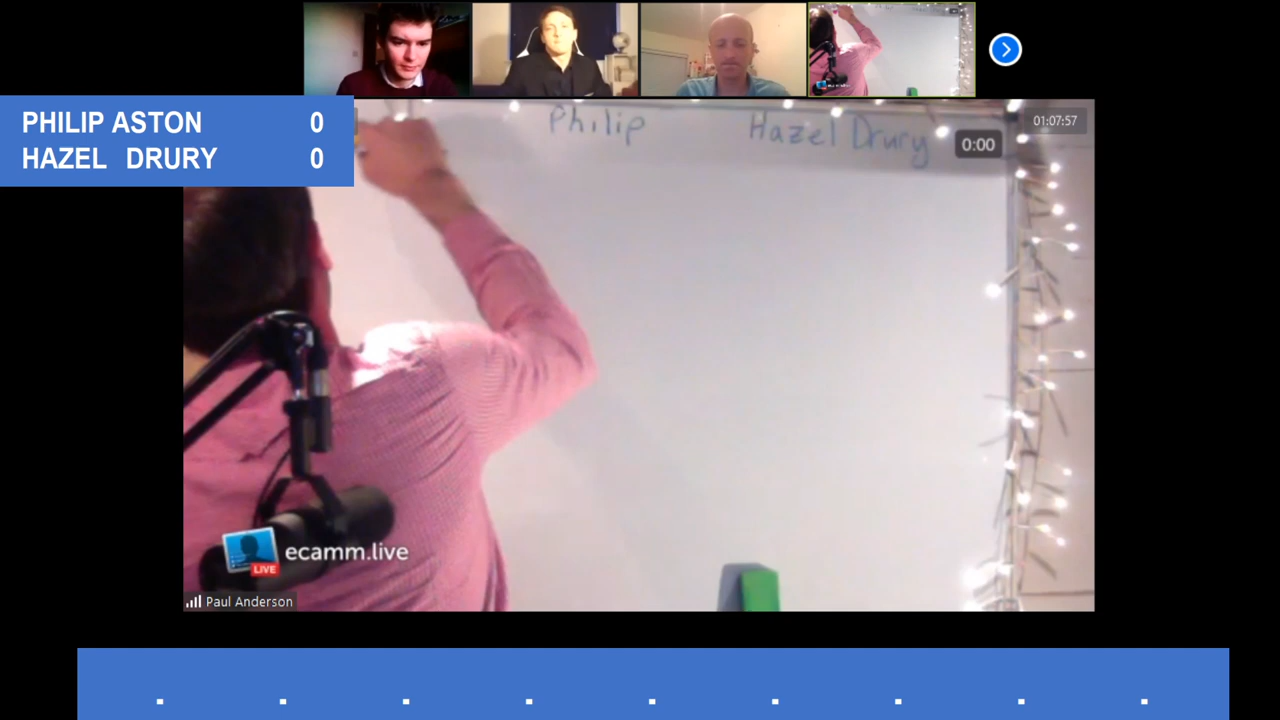 PHILIP ASTON 0
HAZEL DRURY 0
Philip Hazel Drury
01:07:57
0:00
ecamm.live
LIVE
Paul Anderson